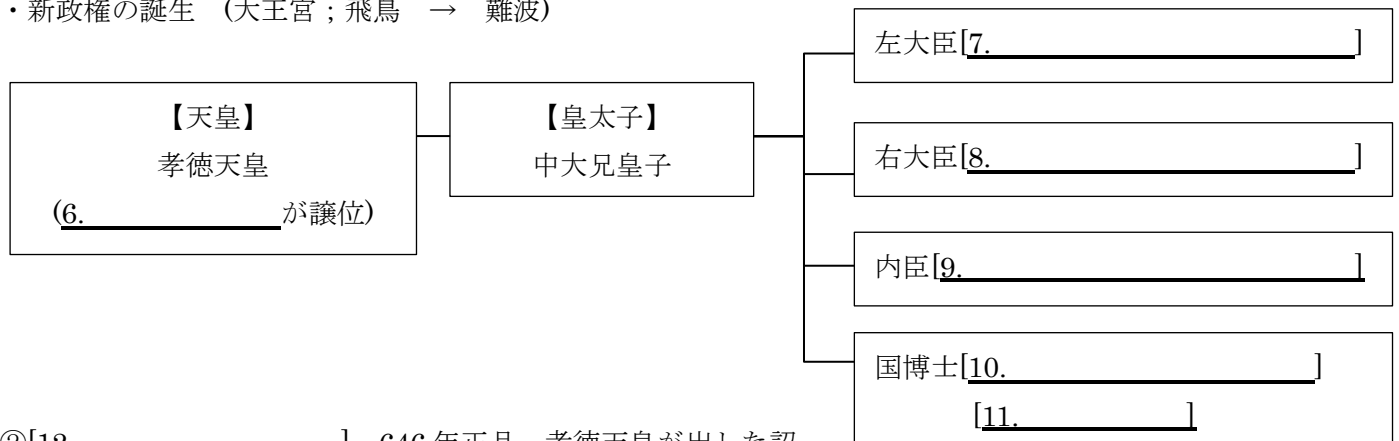 ・新政権の誕生　(大王宮；飛鳥　→　難波)
【天皇】
孝徳天皇
(6.　　　　　　が譲位)
【皇太子】
中大兄皇子
左大臣[7.　　　　　　　　　　　]
右大臣[8.　　　　　　　　　　　]
内臣[9.　　　　　　　　　　　　]
国博士[10.　　　　　　　　　]
[11.　　　　　]
646年正月、孝徳天皇が出した詔